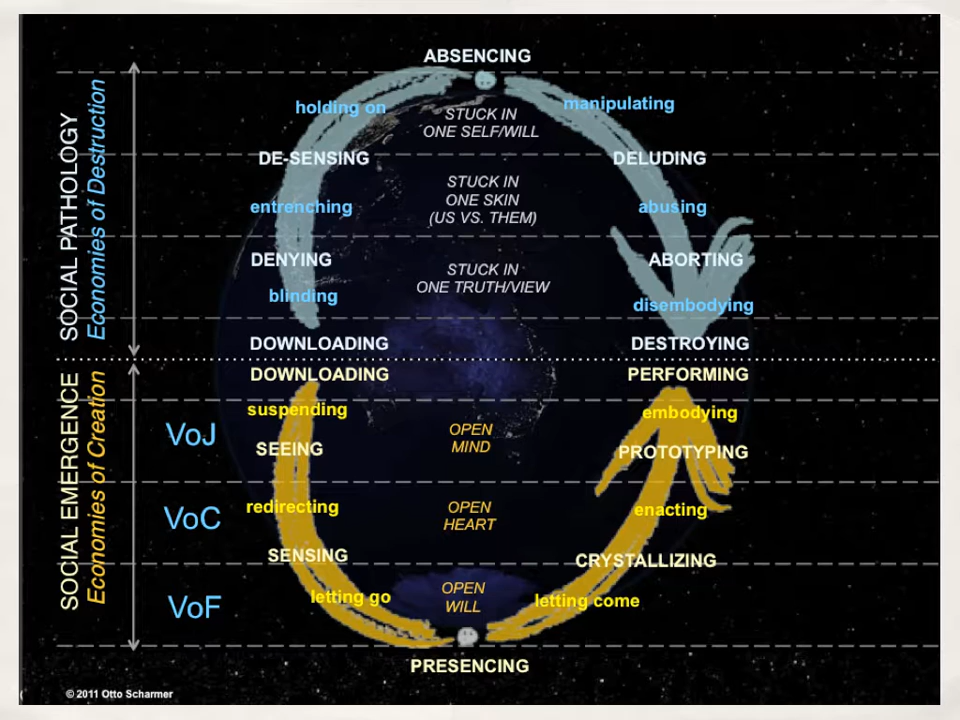 ABSENCING
holding on
manipulating
STUCK IN
ONE SELF/WILL
DE-SENSING
DELUDING
STUCK IN
ONE SKIN
(US VS. THEM)
entrenching
abusing
DENYING
ABORTING
STUCK IN
ONE TRUTH/VIEW
blinding
disembodying
DOWNLOADING
DESTROYING
SOCIAL PATHOLOGY
Economies of Destruction
DOWNLOADING
PERFORMING
suspending
embodying
VoJ
OPEN
MIND
SEEING
PROTOTYPING
redirecting
enacting
VoC
OPEN
HEART
SENSING
CRYSTALLIZING
OPEN
WILL
letting go
letting come
VoF
PRESENCING
SOCIAL EMERGENCE
Economies of Creation
© 2011 Otto Scharmer